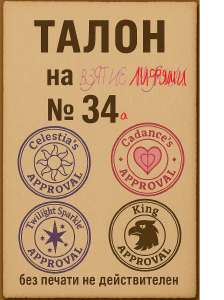 ТАЛОН
на ВЗЯТИЕ
№ 34а
Celestia's
APPROVAL
Cadance's
APPROVAL
Twilight Sparkle
APPROVAL
King
APPROVAL
без печати не действителен